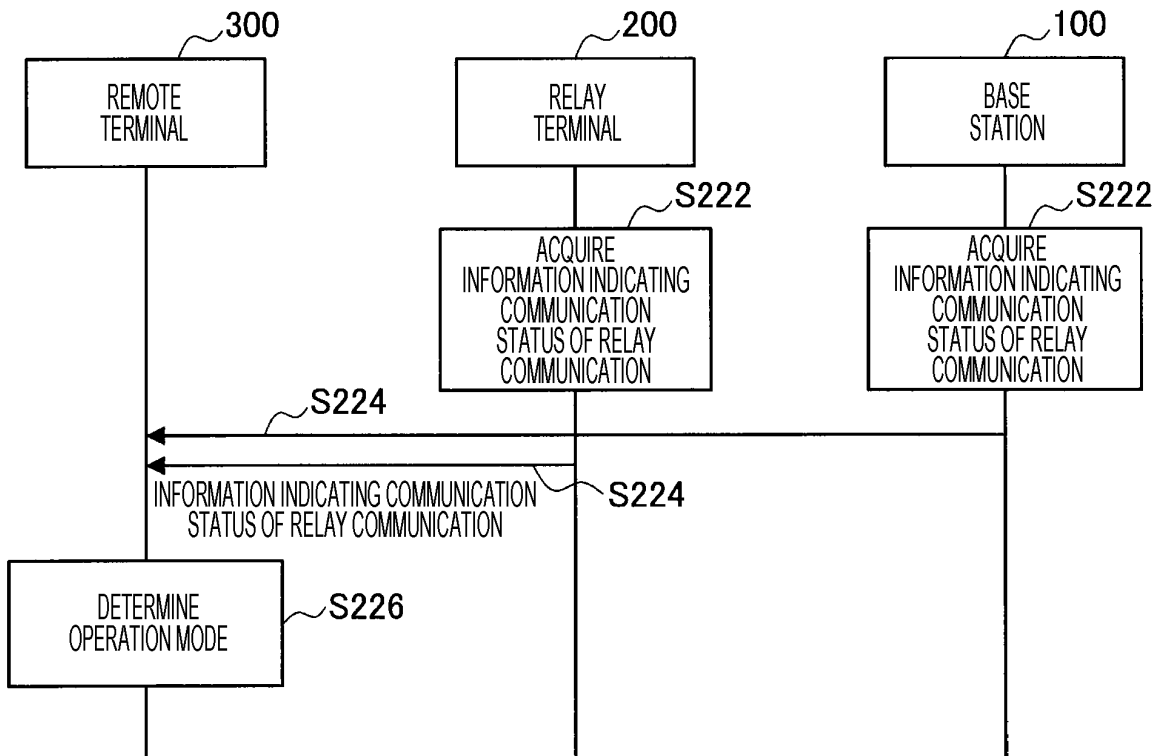 300
200
100
REMOTE
TERMINAL
RELAY
TERMINAL
BASE
STATION
S222
S222
ACQUIRE
INFORMATION INDICATING
COMMUNICATION
STATUS OF RELAY
COMMUNICATION
ACQUIRE
INFORMATION INDICATING
COMMUNICATION
STATUS OF RELAY
COMMUNICATION
S224
S224
INFORMATION INDICATING COMMUNICATION
STATUS OF RELAY COMMUNICATION
DETERMINE
OPERATION MODE
S226